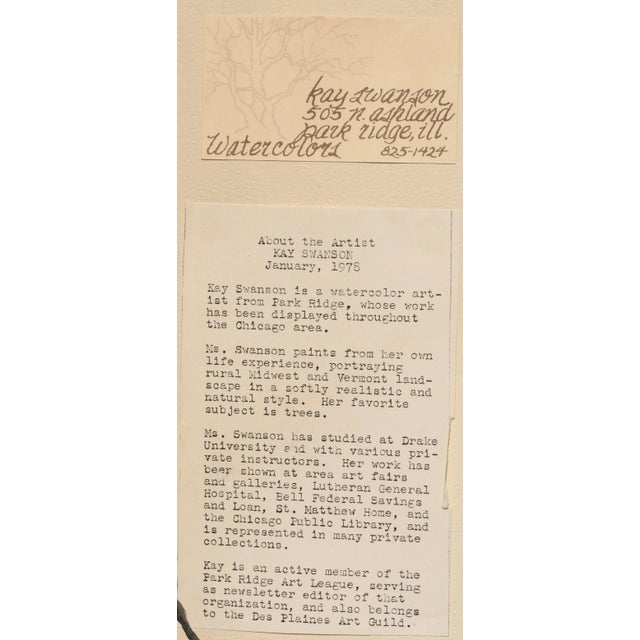 kay swanson
505 n. ashland
park ridge, ill.
Watercolors 825-1424
About the Artist
KAY SWANSON
January, 1978
Kay Swanson is a watercolor art-
ist from Park Ridge, whose work
has been displayed throughout
the Chicago area.
Ms. Swanson paints from her own
life experience, portraying
rural Midwest and Vermont land-
scape in a softly realistic and
natural style. Her favorite
subject is trees.
Ms. Swanson has studied at Drake
University and with various pri-
vate instructors. Her work has
been shown at area art fairs
and galleries, Lutheran General
Hospital, Bell Federal Savings
and Loan, St. Matthew Home, and
the Chicago Public Library, and
is represented in many private
collections.
Kay is an active member of the
Park Ridge Art League, serving
as newsletter editor of that
organization, and also belongs
to the Des Plaines Art Guild.